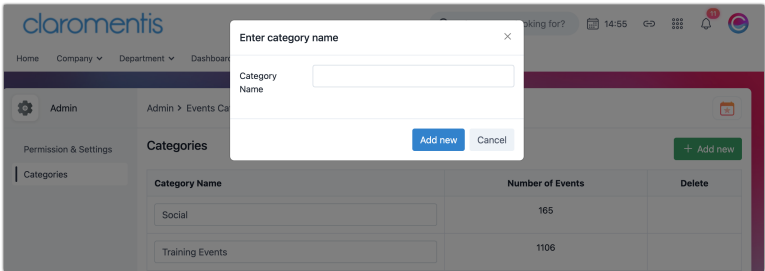 claromentis
oking for?
14:55
11
Home Company Department Dashboard
Enter category name
Category
Name
Add new Cancel
Admin
Admin > Events Ca
Permission & Settings
Categories
Categories
+ Add new
Category Name Number of Events Delete
Social 165
Training Events 1106